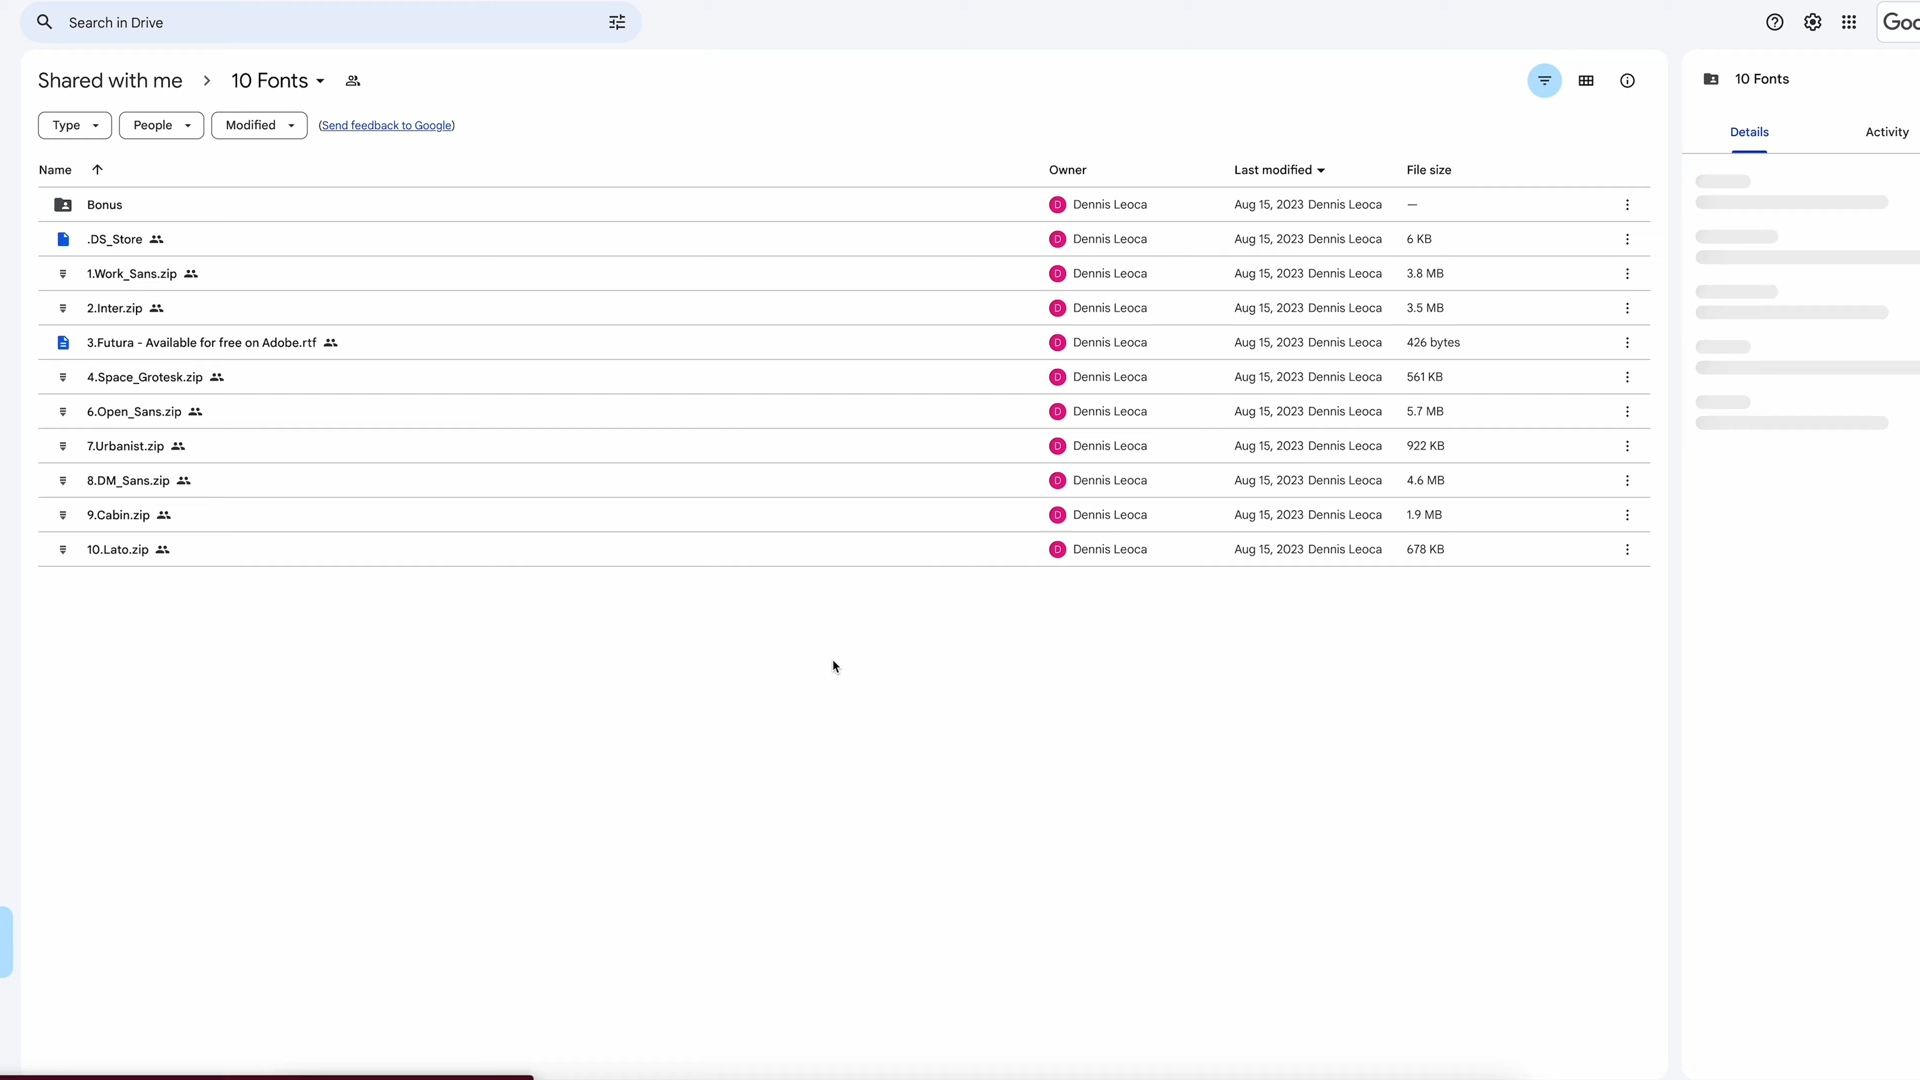 Search in Drive
Goo
Shared with me > 10 Fonts
10 Fonts
Type People Modified (Send feedback to Google)
Details Activity
Name Owner Last modified File size
Bonus D Dennis Leoca Aug 15, 2023 Dennis Leoca —
.DS_Store D Dennis Leoca Aug 15, 2023 Dennis Leoca 6 KB
1.Work_Sans.zip D Dennis Leoca Aug 15, 2023 Dennis Leoca 3.8 MB
2.Inter.zip D Dennis Leoca Aug 15, 2023 Dennis Leoca 3.5 MB
3.Futura - Available for free on Adobe.rtf D Dennis Leoca Aug 15, 2023 Dennis Leoca 426 bytes
4.Space_Grotesk.zip D Dennis Leoca Aug 15, 2023 Dennis Leoca 561 KB
6.Open_Sans.zip D Dennis Leoca Aug 15, 2023 Dennis Leoca 5.7 MB
7.Urbanist.zip D Dennis Leoca Aug 15, 2023 Dennis Leoca 922 KB
8.DM_Sans.zip D Dennis Leoca Aug 15, 2023 Dennis Leoca 4.6 MB
9.Cabin.zip D Dennis Leoca Aug 15, 2023 Dennis Leoca 1.9 MB
10.Lato.zip D Dennis Leoca Aug 15, 2023 Dennis Leoca 678 KB